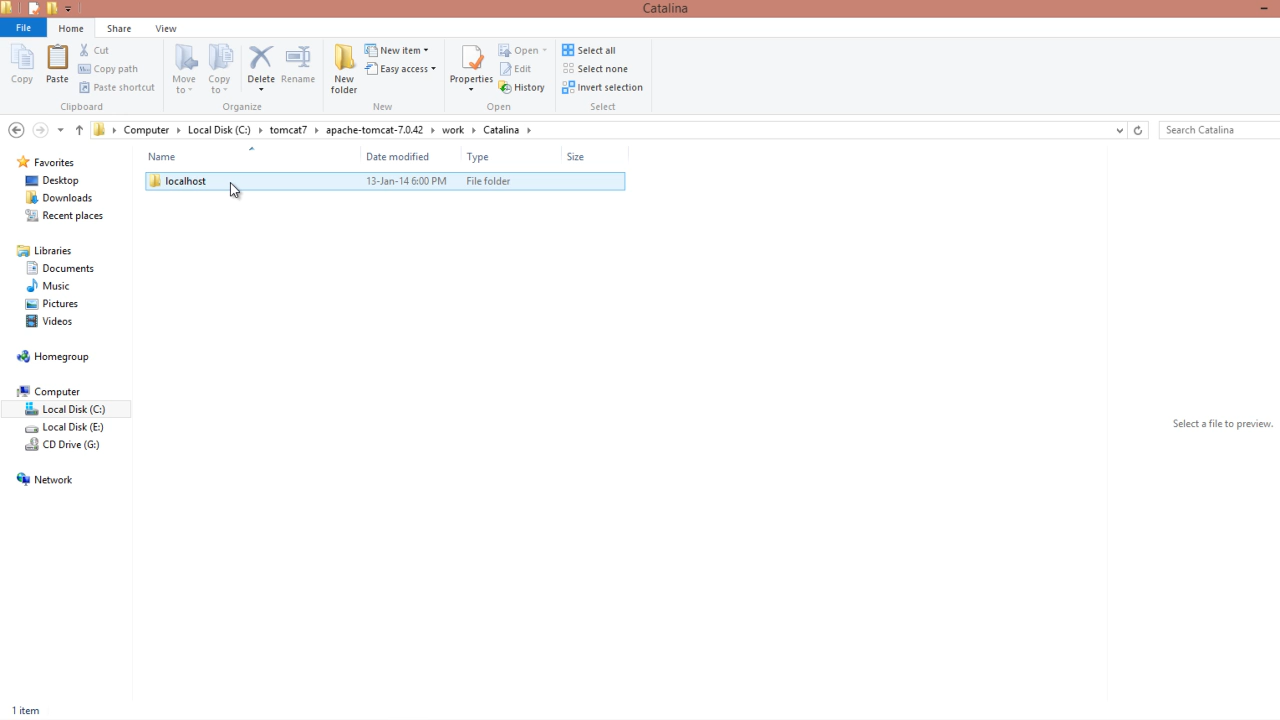 Catalina
File Home Share View
Copy Paste Cut Copy path Paste shortcut Move to Copy to Delete Rename New folder New item Easy access Properties Open Edit History Select all Select none Invert selection
Clipboard Organize New Open Select
Computer Local Disk (C:) tomcat7 apache-tomcat-7.0.42 work Catalina Search Catalina
Name Date modified Type Size
localhost 13-Jan-14 6:00 PM File folder
Favorites
Desktop
Downloads
Recent places
Libraries
Documents
Music
Pictures
Videos
Homegroup
Computer
Local Disk (C:)
Local Disk (E:)
CD Drive (G:)
Network
Select a file to preview.
1 item